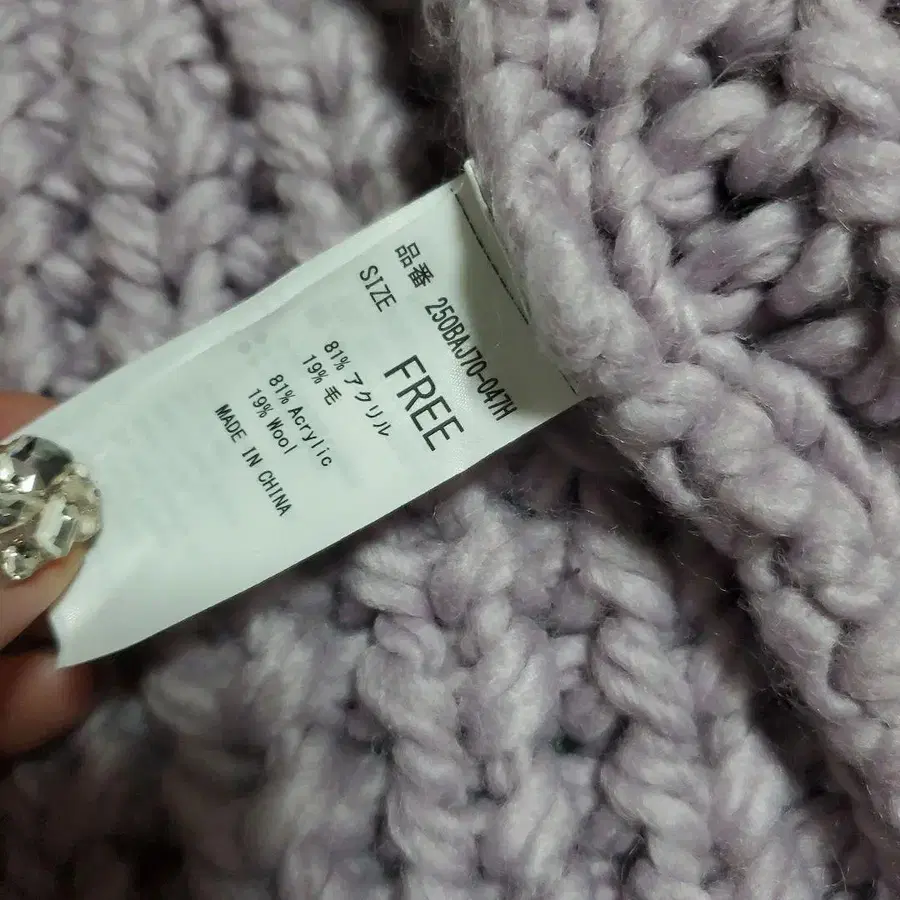 品番 250BAJ70-047H
SIZE FREE
81% アクリル
19% 毛
81% Acrylic
19% Wool
MADE IN CHINA